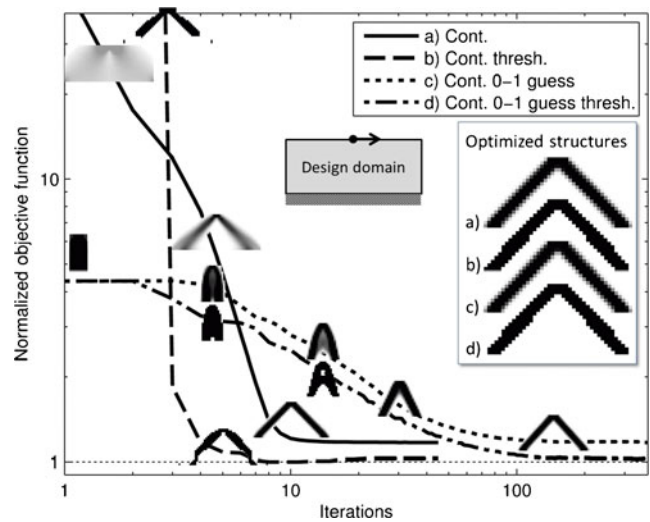 a) Cont.
b) Cont. thresh.
c) Cont. 0−1 guess
d) Cont. 0−1 guess thresh.
Design domain
Optimized structures
a)
b)
c)
d)
Normalized objective function
10
1
1
10
100
Iterations